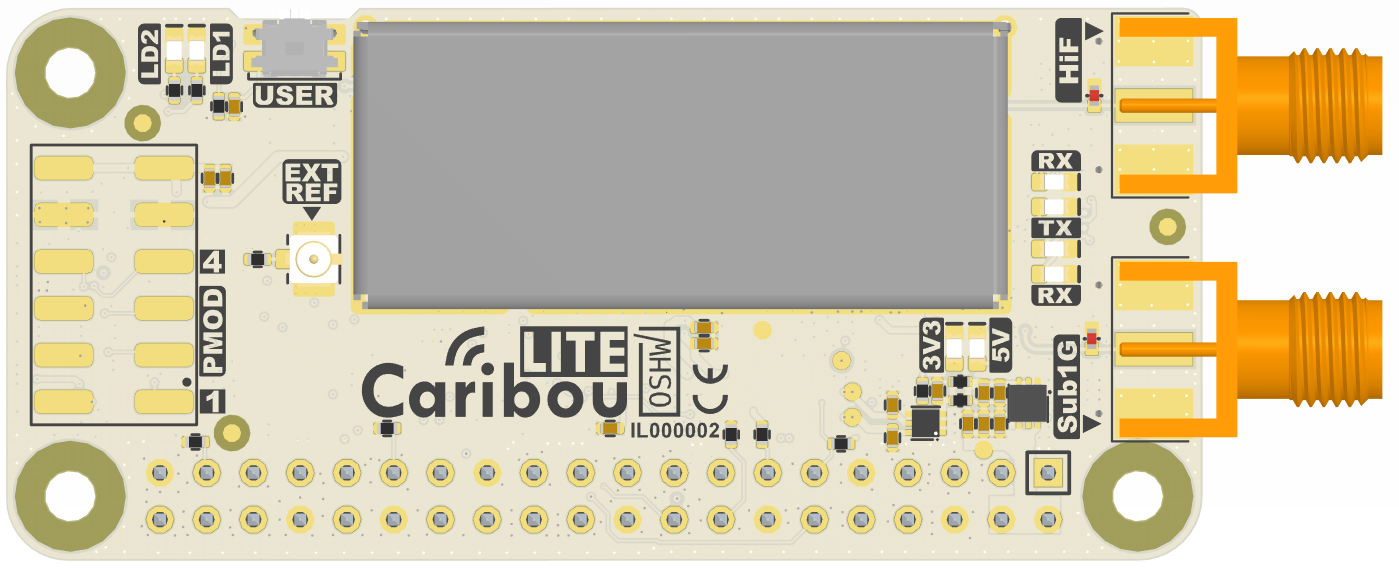 LD2
LD1
USER
HiF
EXT
REF
RX
TX
RX
4
PMOD
1
LITE
Caribou
OSHW
CE
IL000002
3V3
5V
Sub1G